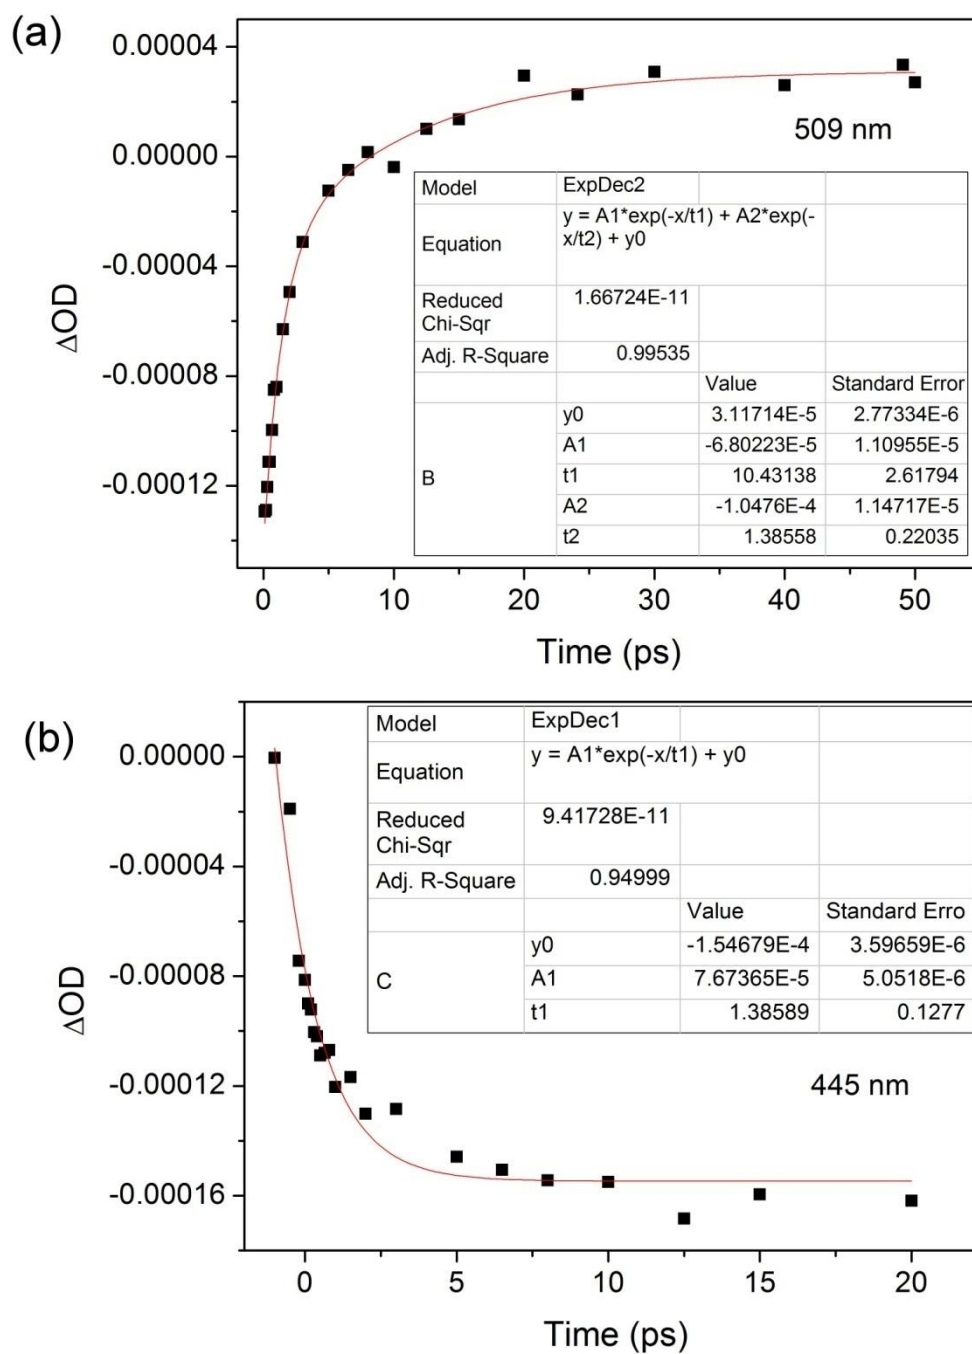 (a)
0.00004
0.00000
-0.00004
-0.00008
-0.00012
ΔOD
509 nm
Model ExpDec2
Equation y = A1*exp(-x/t1) + A2*exp(-
x/t2) + y0
Reduced 1.66724E-11
Chi-Sqr
Adj. R-Square 0.99535
Value Standard Error
B
y0 3.11714E-5 2.77334E-6
A1 -6.80223E-5 1.10955E-5
t1 10.43138 2.61794
A2 -1.0476E-4 1.14717E-5
t2 1.38558 0.22035
0 10 20 30 40 50
Time (ps)
(b)
0.00000
-0.00004
-0.00008
-0.00012
-0.00016
ΔOD
Model ExpDec1
Equation y = A1*exp(-x/t1) + y0
Reduced 9.41728E-11
Chi-Sqr
Adj. R-Square 0.94999
Value Standard Erro
C
y0 -1.54679E-4 3.59659E-6
A1 7.67365E-5 5.0518E-6
t1 1.38589 0.1277
445 nm
0 5 10 15 20
Time (ps)